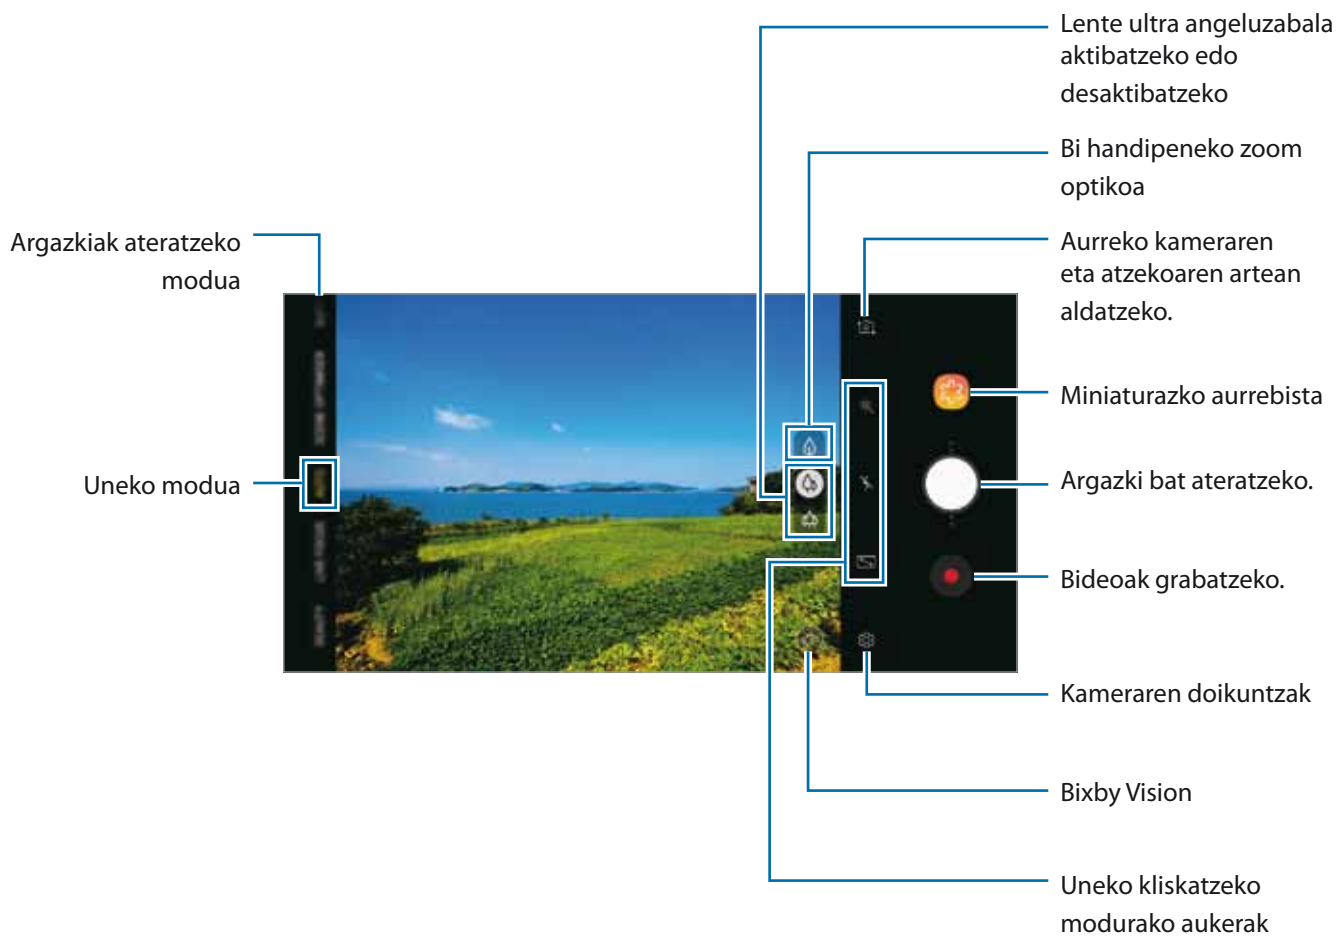 Lente ultra angeluzabala
aktibatzeko edo
desaktibatzeko
Bi handipeneko zoom
optikoa
Argazkiak ateratzeko
modua
Aurreko kameraren
eta atzekoaren artean
aldatzeko.
Miniaturazko aurrebista
Uneko modua
Argazki bat ateratzeko.
Bideoak grabatzeko.
Kameraren doikuntzak
Bixby Vision
Uneko kliskatzeko
modurako aukerak